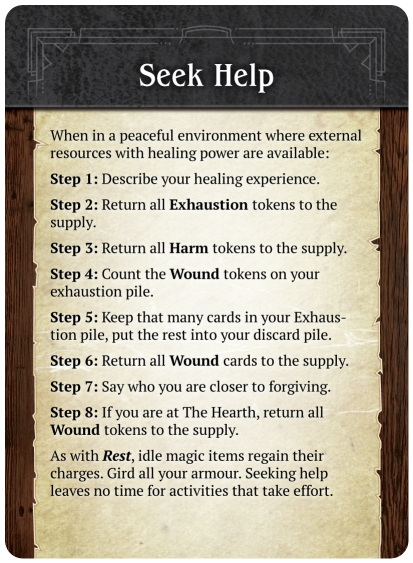 Seek Help
When in a peaceful environment where external
resources with healing power are available:
Step 1: Describe your healing experience.
Step 2: Return all Exhaustion tokens to the
supply.
Step 3: Return all Harm tokens to the supply.
Step 4: Count the Wound tokens on your
exhaustion pile.
Step 5: Keep that many cards in your Exhaus-
tion pile, put the rest into your discard pile.
Step 6: Return all Wound cards to the supply.
Step 7: Say who you are closer to forgiving.
Step 8: If you are at The Hearth, return all
Wound tokens to the supply.
As with Rest, idle magic items regain their
charges. Gird all your armour. Seeking help
leaves no time for activities that take effort.